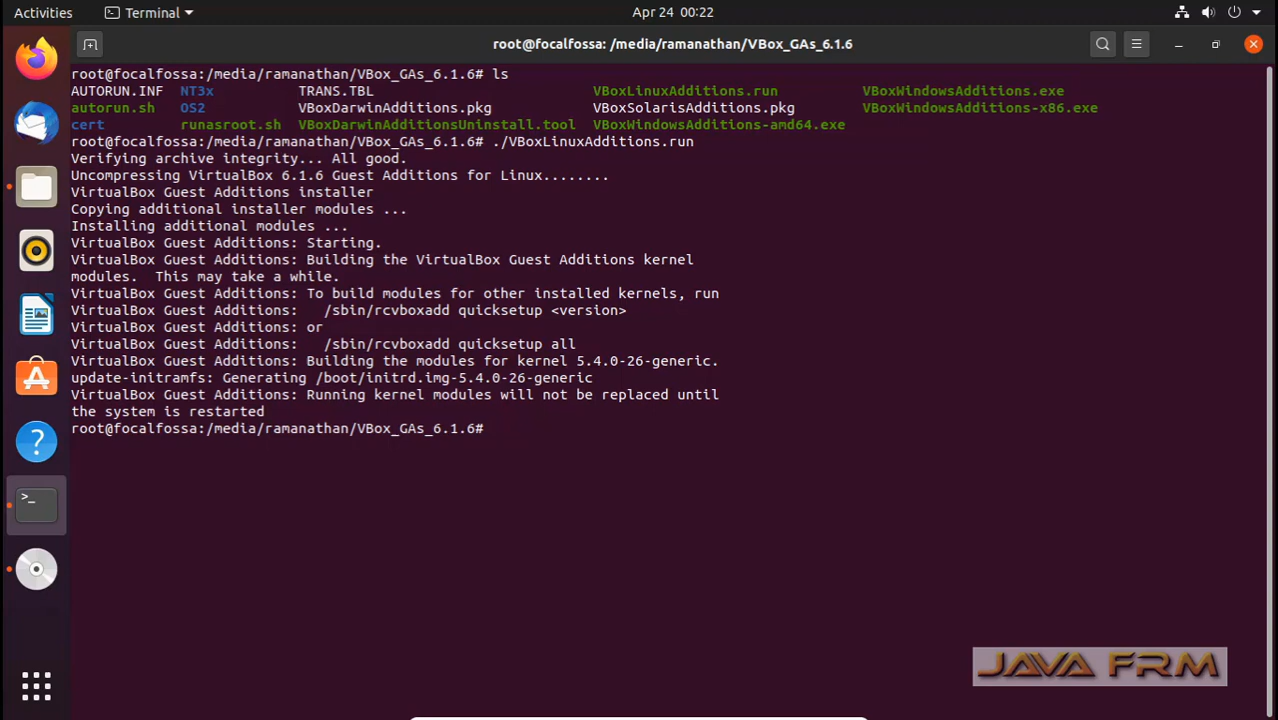 Activities Terminal Apr 24 00:22
root@focalfossa: /media/ramanathan/VBox_GAs_6.1.6
root@focalfossa:/media/ramanathan/VBox_GAs_6.1.6# ls
AUTORUN.INF NT3x TRANS.TBL VBoxLinuxAdditions.run VBoxWindowsAdditions.exe
autorun.sh OS2 VBoxDarwinAdditions.pkg VBoxSolarisAdditions.pkg VBoxWindowsAdditions-x86.exe
cert runasroot.sh VBoxDarwinAdditionsUninstall.tool VBoxWindowsAdditions-amd64.exe
root@focalfossa:/media/ramanathan/VBox_GAs_6.1.6# ./VBoxLinuxAdditions.run
Verifying archive integrity... All good.
Uncompressing VirtualBox 6.1.6 Guest Additions for Linux........
VirtualBox Guest Additions installer
Copying additional installer modules ...
Installing additional modules ...
VirtualBox Guest Additions: Starting.
VirtualBox Guest Additions: Building the VirtualBox Guest Additions kernel
modules.  This may take a while.
VirtualBox Guest Additions: To build modules for other installed kernels, run
VirtualBox Guest Additions:   /sbin/rcvboxadd quicksetup <version>
VirtualBox Guest Additions: or
VirtualBox Guest Additions:   /sbin/rcvboxadd quicksetup all
VirtualBox Guest Additions: Building the modules for kernel 5.4.0-26-generic.
update-initramfs: Generating /boot/initrd.img-5.4.0-26-generic
VirtualBox Guest Additions: Running kernel modules will not be replaced until
the system is restarted
root@focalfossa:/media/ramanathan/VBox_GAs_6.1.6#
JAVA FRM